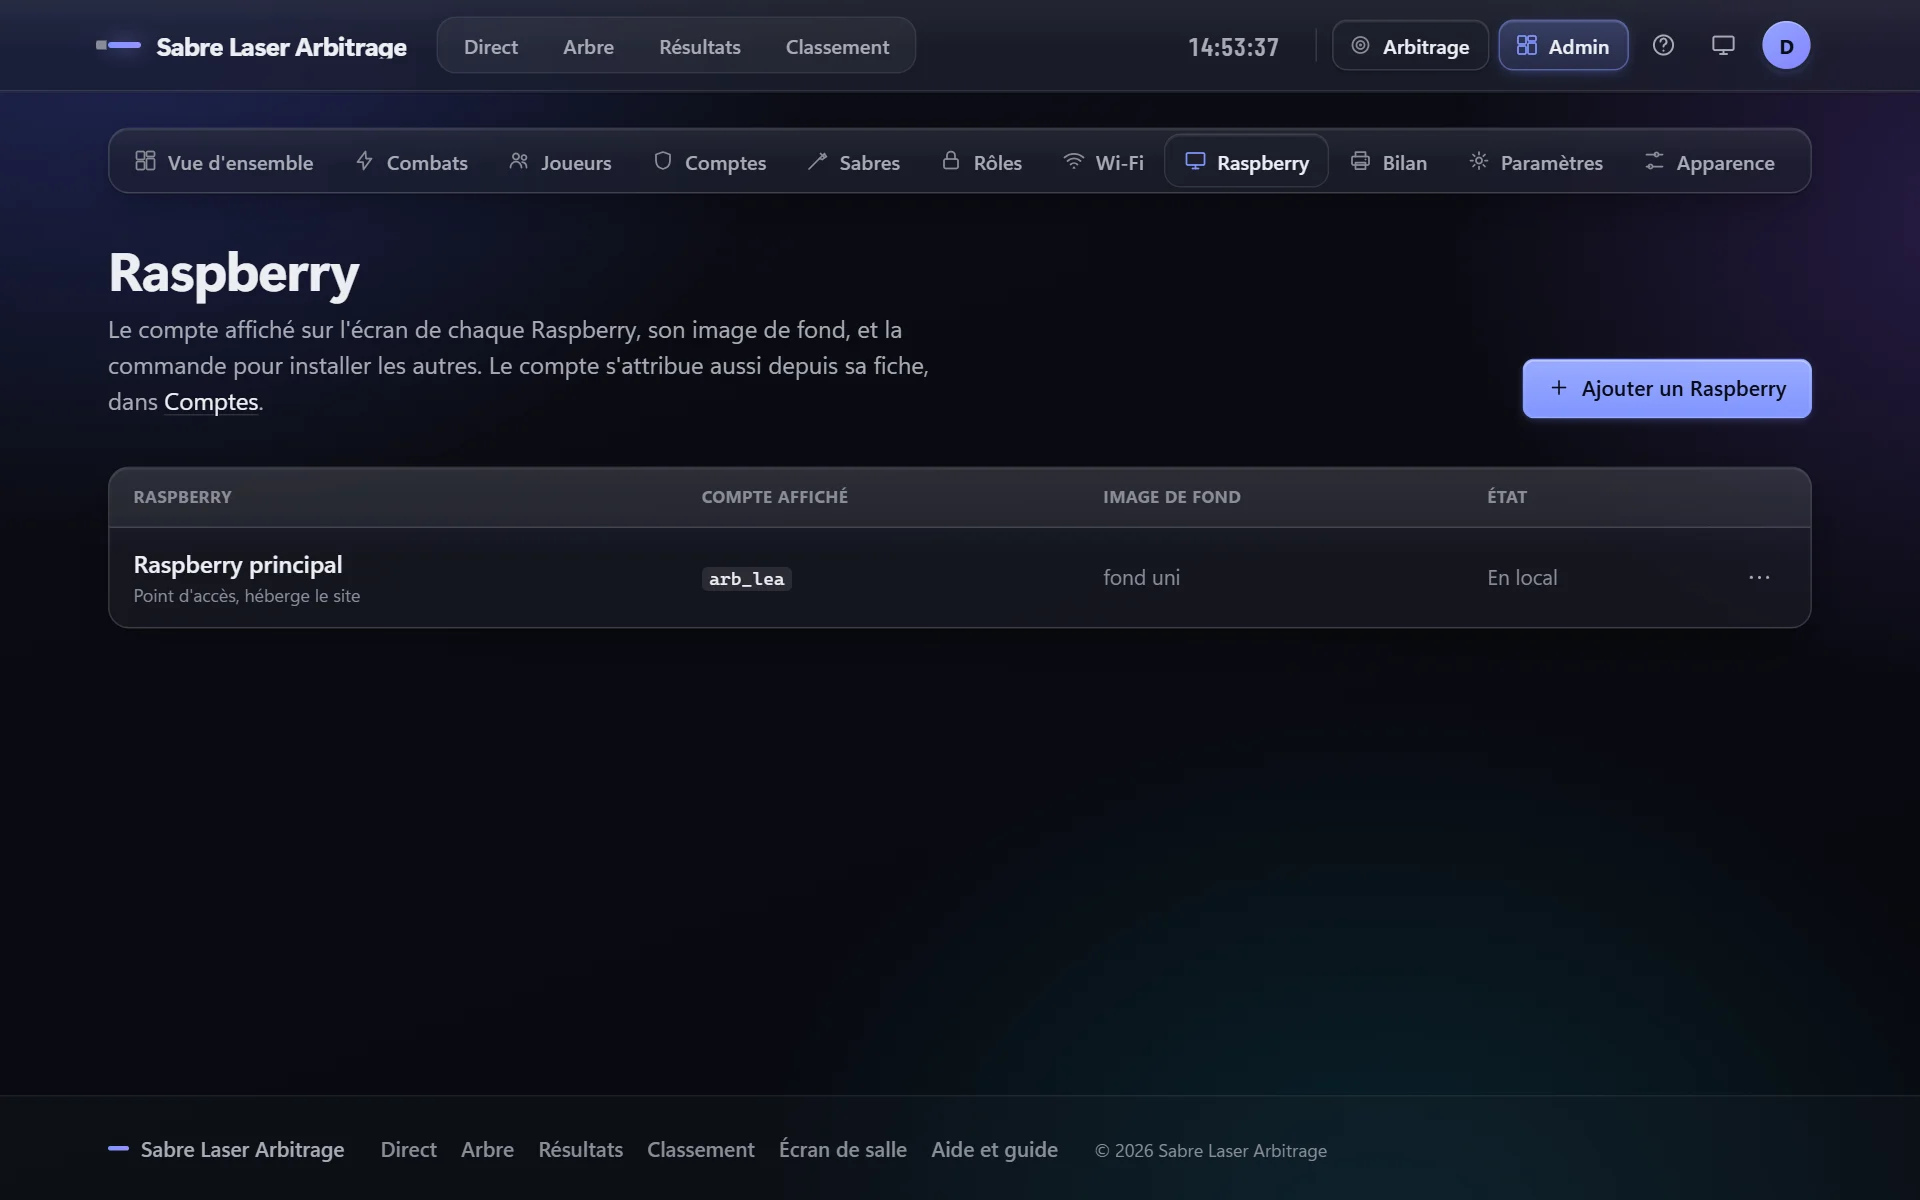 Sabre Laser Arbitrage
Direct
Arbre
Résultats
Classement
14:53:37
Arbitrage
Admin
D
Vue d'ensemble
Combats
Joueurs
Comptes
Sabres
Rôles
Wi-Fi
Raspberry
Bilan
Paramètres
Apparence
Raspberry
Le compte affiché sur l'écran de chaque Raspberry, son image de fond, et la
commande pour installer les autres. Le compte s'attribue aussi depuis sa fiche,
dans Comptes.
+ Ajouter un Raspberry
RASPBERRY
COMPTE AFFICHÉ
IMAGE DE FOND
ÉTAT
Raspberry principal
Point d'accès, héberge le site
arb_lea
fond uni
En local
Sabre Laser Arbitrage
Direct
Arbre
Résultats
Classement
Écran de salle
Aide et guide
© 2026 Sabre Laser Arbitrage